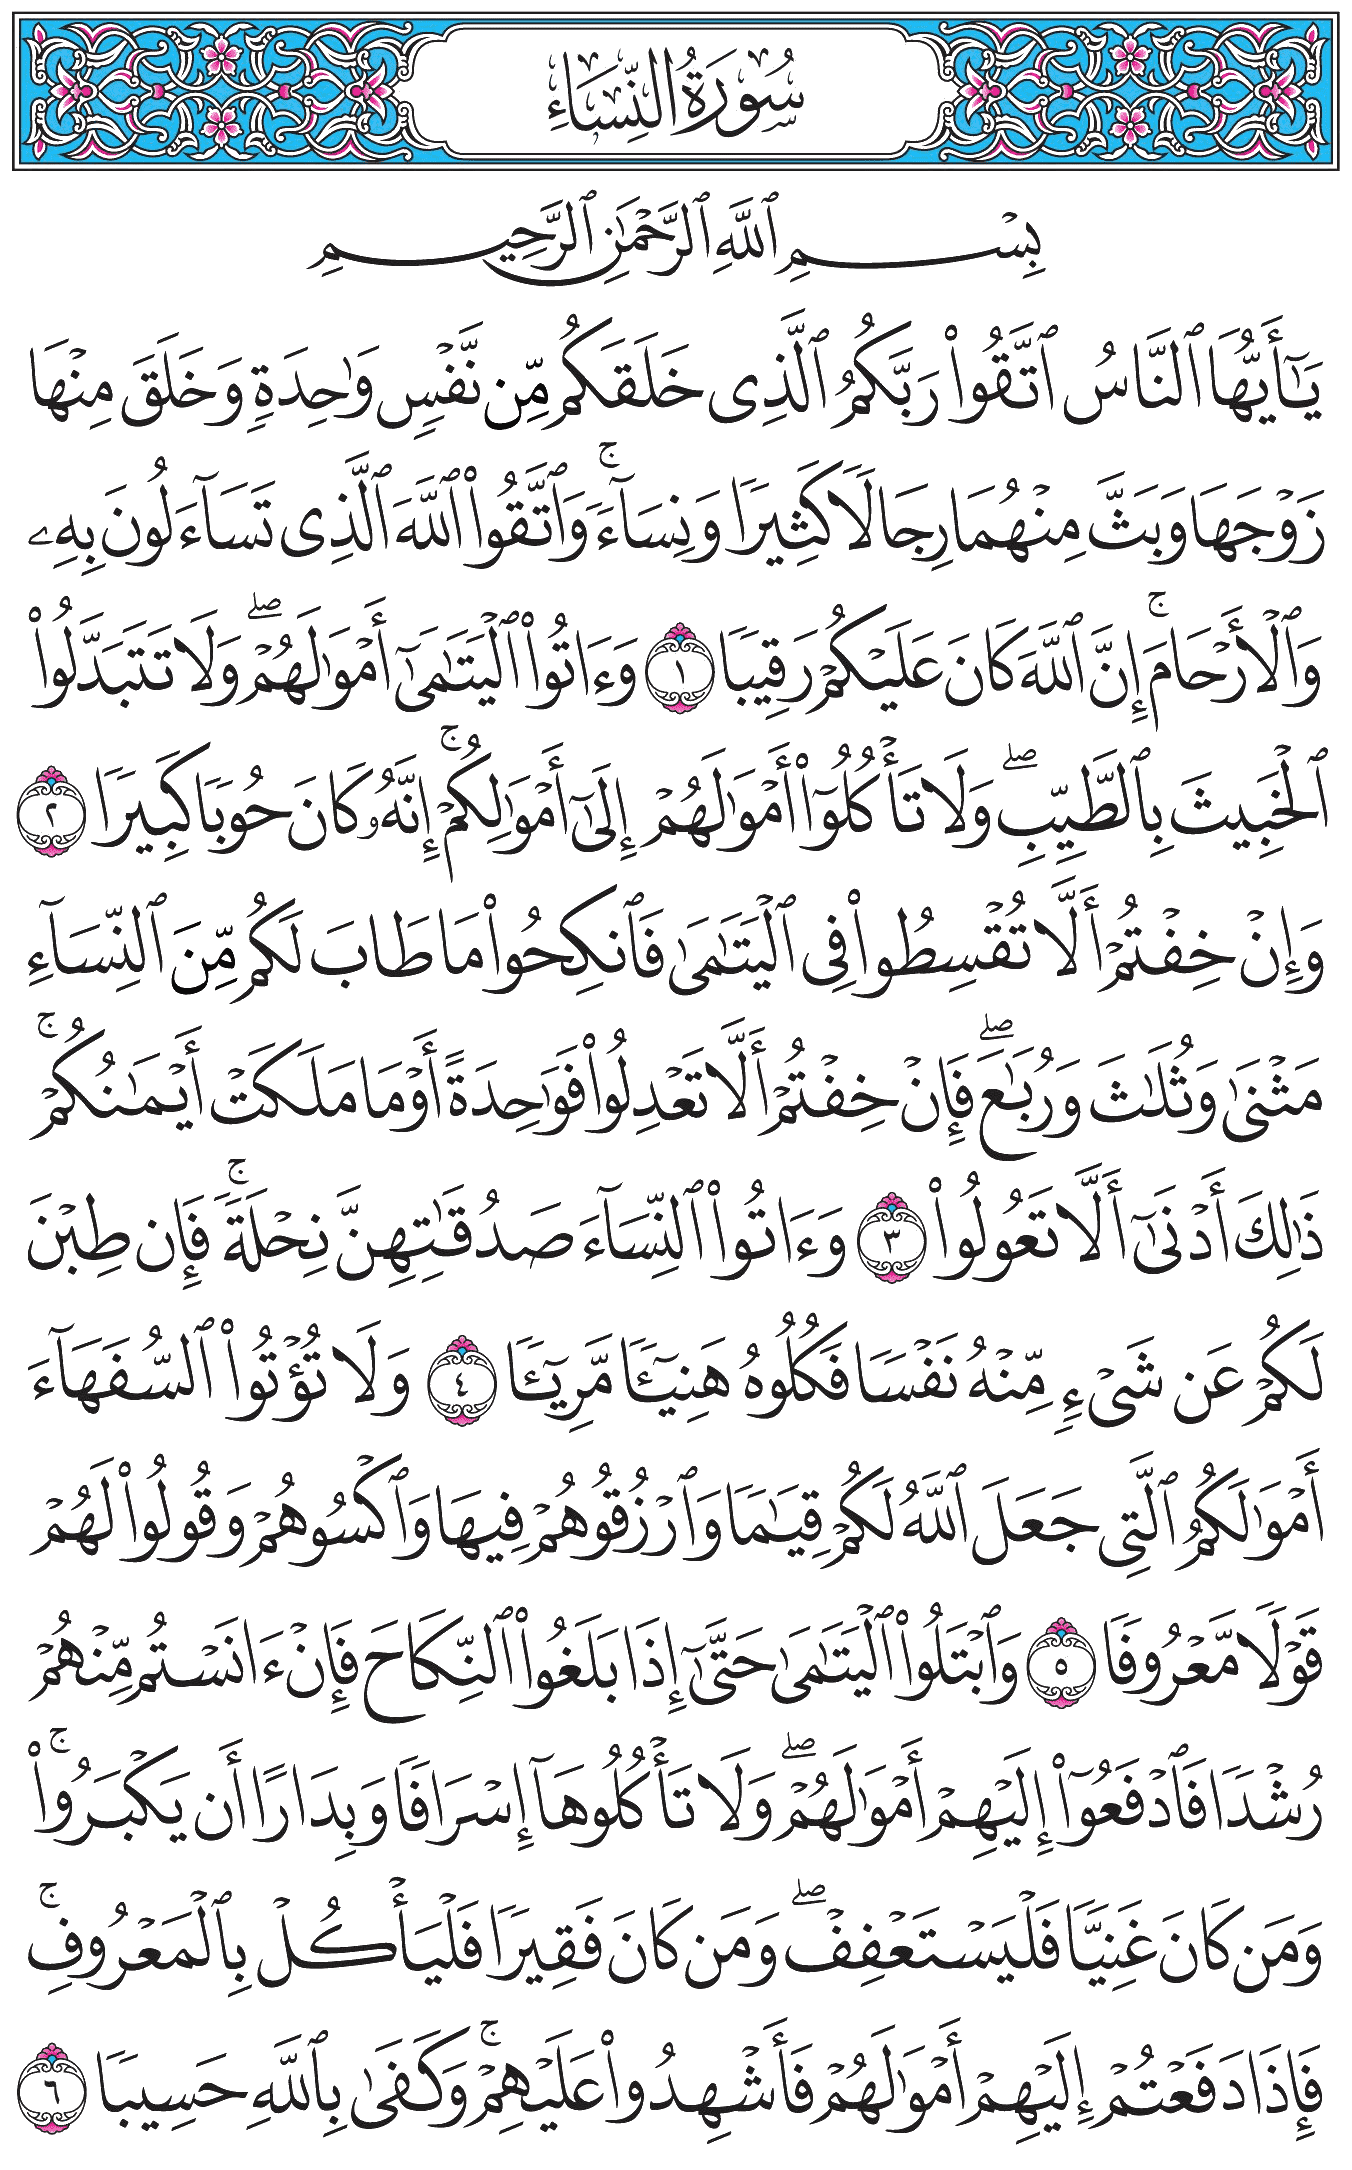 سُورَةُ النِّسَاءِ
بِسْمِ ٱللَّهِ ٱلرَّحْمَٰنِ ٱلرَّحِيمِ
يَٰٓأَيُّهَا ٱلنَّاسُ ٱتَّقُوا۟ رَبَّكُمُ ٱلَّذِى خَلَقَكُم مِّن نَّفْسٍ وَٰحِدَةٍ وَخَلَقَ مِنْهَا
زَوْجَهَا وَبَثَّ مِنْهُمَا رِجَالًا كَثِيرًا وَنِسَآءً ۚ وَٱتَّقُوا۟ ٱللَّهَ ٱلَّذِى تَسَآءَلُونَ بِهِۦ
وَٱلْأَرْحَامَ ۚ إِنَّ ٱللَّهَ كَانَ عَلَيْكُمْ رَقِيبًا ١ وَءَاتُوا۟ ٱلْيَتَٰمَىٰٓ أَمْوَٰلَهُمْ ۖ وَلَا تَتَبَدَّلُوا۟
ٱلْخَبِيثَ بِٱلطَّيِّبِ ۖ وَلَا تَأْكُلُوٓا۟ أَمْوَٰلَهُمْ إِلَىٰٓ أَمْوَٰلِكُمْ ۚ إِنَّهُۥ كَانَ حُوبًا كَبِيرًا ٢
وَإِنْ خِفْتُمْ أَلَّا تُقْسِطُوا۟ فِى ٱلْيَتَٰمَىٰ فَٱنكِحُوا۟ مَا طَابَ لَكُم مِّنَ ٱلنِّسَآءِ
مَثْنَىٰ وَثُلَٰثَ وَرُبَٰعَ ۖ فَإِنْ خِفْتُمْ أَلَّا تَعْدِلُوا۟ فَوَٰحِدَةً أَوْ مَا مَلَكَتْ أَيْمَٰنُكُمْ ۚ
ذَٰلِكَ أَدْنَىٰٓ أَلَّا تَعُولُوا۟ ٣ وَءَاتُوا۟ ٱلنِّسَآءَ صَدُقَٰتِهِنَّ نِحْلَةً ۚ فَإِن طِبْنَ
لَكُمْ عَن شَىْءٍ مِّنْهُ نَفْسًا فَكُلُوهُ هَنِيٓـًٔا مَّرِيٓـًٔا ٤ وَلَا تُؤْتُوا۟ ٱلسُّفَهَآءَ
أَمْوَٰلَكُمُ ٱلَّتِى جَعَلَ ٱللَّهُ لَكُمْ قِيَٰمًا وَٱرْزُقُوهُمْ فِيهَا وَٱكْسُوهُمْ وَقُولُوا۟ لَهُمْ
قَوْلًا مَّعْرُوفًا ٥ وَٱبْتَلُوا۟ ٱلْيَتَٰمَىٰ حَتَّىٰٓ إِذَا بَلَغُوا۟ ٱلنِّكَاحَ فَإِنْ ءَانَسْتُم مِّنْهُمْ
رُشْدًا فَٱدْفَعُوٓا۟ إِلَيْهِمْ أَمْوَٰلَهُمْ ۖ وَلَا تَأْكُلُوهَآ إِسْرَافًا وَبِدَارًا أَن يَكْبَرُوا۟ ۚ
وَمَن كَانَ غَنِيًّا فَلْيَسْتَعْفِفْ ۖ وَمَن كَانَ فَقِيرًا فَلْيَأْكُلْ بِٱلْمَعْرُوفِ ۚ
فَإِذَا دَفَعْتُمْ إِلَيْهِمْ أَمْوَٰلَهُمْ فَأَشْهِدُوا۟ عَلَيْهِمْ ۚ وَكَفَىٰ بِٱللَّهِ حَسِيبًا ٦